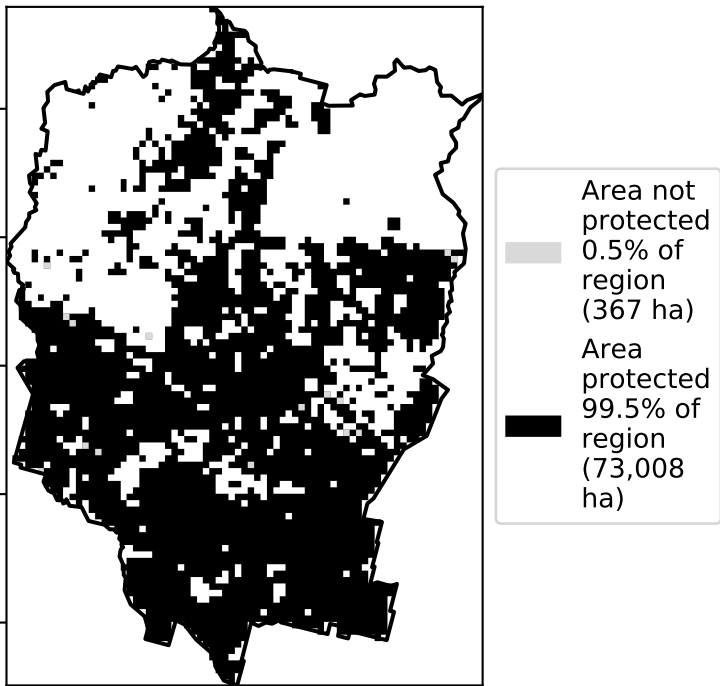 Area not
protected
0.5% of
region
(367 ha)
Area
protected
99.5% of
region
(73,008
ha)